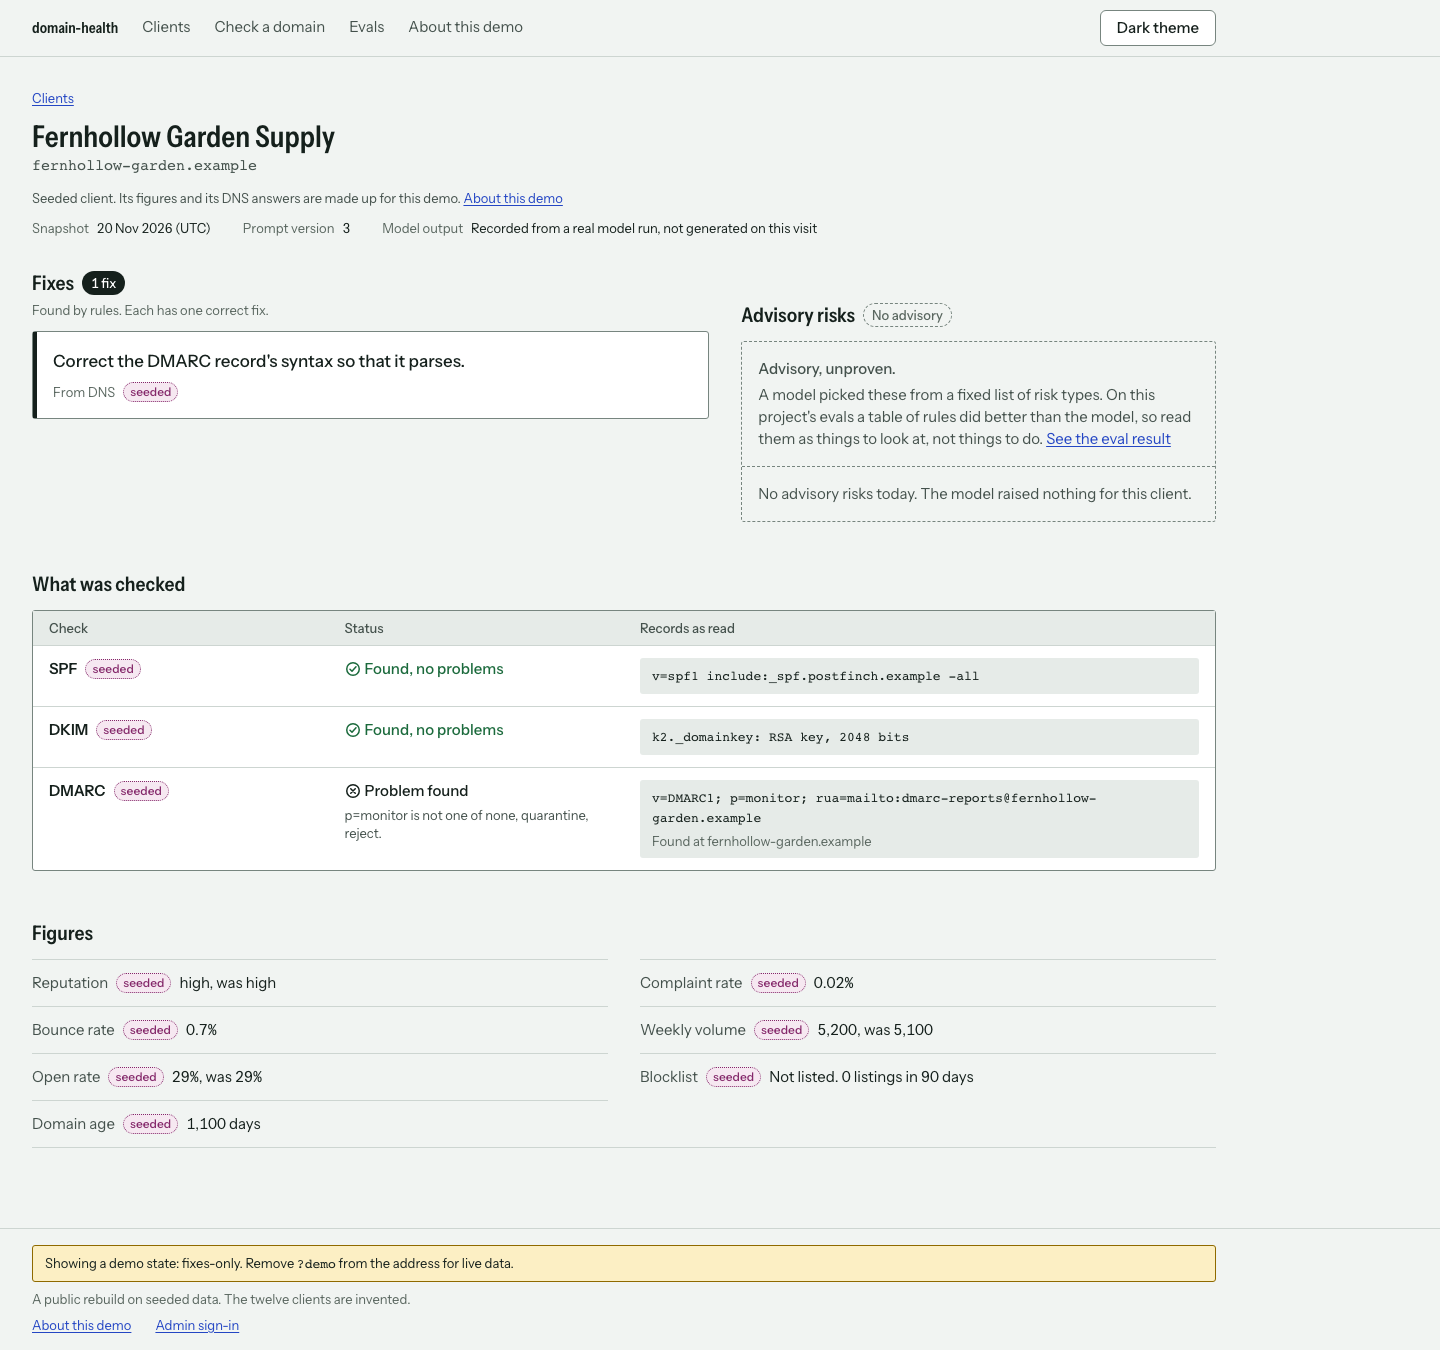 domain-health Clients Check a domain Evals About this demo Dark theme
Clients
Fernhollow Garden Supply
fernhollow-garden.example
Seeded client. Its figures and its DNS answers are made up for this demo. About this demo
Snapshot 20 Nov 2026 (UTC) Prompt version 3 Model output Recorded from a real model run, not generated on this visit
Fixes 1 fix
Found by rules. Each has one correct fix.
Correct the DMARC record's syntax so that it parses.
From DNS seeded
Advisory risks No advisory
Advisory, unproven.
A model picked these from a fixed list of risk types. On this
project's evals a table of rules did better than the model, so read
them as things to look at, not things to do. See the eval result
No advisory risks today. The model raised nothing for this client.
What was checked
Check Status Records as read
SPF seeded Found, no problems v=spf1 include:_spf.postfinch.example -all
DKIM seeded Found, no problems k2._domainkey: RSA key, 2048 bits
DMARC seeded Problem found
p=monitor is not one of none, quarantine,
reject.
v=DMARC1; p=monitor; rua=mailto:dmarc-reports@fernhollow-
garden.example
Found at fernhollow-garden.example
Figures
Reputation seeded high, was high
Complaint rate seeded 0.02%
Bounce rate seeded 0.7%
Weekly volume seeded 5,200, was 5,100
Open rate seeded 29%, was 29%
Blocklist seeded Not listed. 0 listings in 90 days
Domain age seeded 1,100 days
Showing a demo state: fixes-only. Remove ?demo from the address for live data.
A public rebuild on seeded data. The twelve clients are invented.
About this demo Admin sign-in